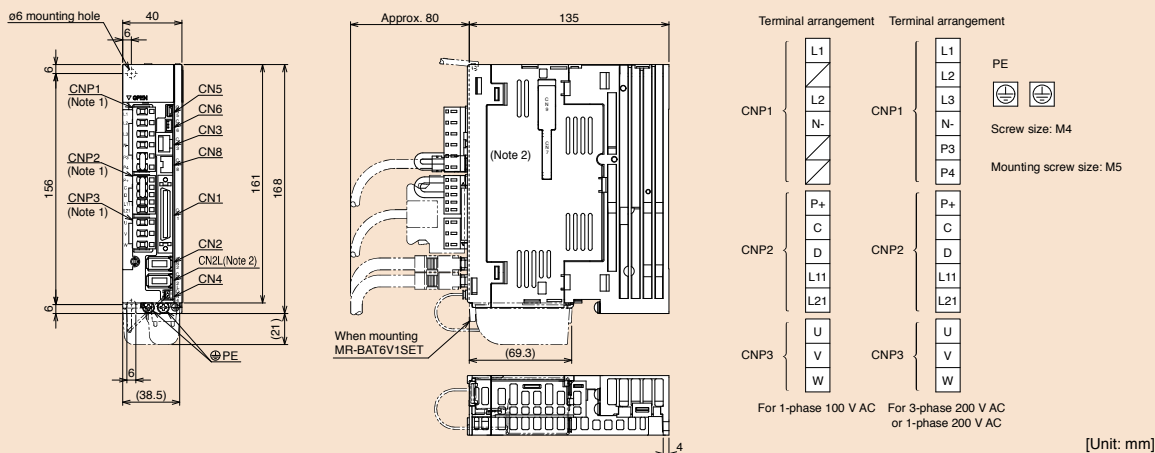 ø6 mounting hole
40
6
6
CNP1
(Note 1)
OPEN
CNP2
(Note 1)
CNP3
(Note 1)
156
6
CN5
CN6
CN3
CN8
CN1
CN2
CN2L(Note 2)
CN4
161
168
(21)
PE
6
(38.5)
Approx. 80
135
(Note 2)
When mounting
MR-BAT6V1SET
(69.3)
4
Terminal arrangement
CNP1
L1
L2
N-
CNP2
P+
C
D
L11
L21
CNP3
U
V
W
For 1-phase 100 V AC
Terminal arrangement
CNP1
L1
L2
L3
N-
P3
P4
CNP2
P+
C
D
L11
L21
CNP3
U
V
W
For 3-phase 200 V AC
or 1-phase 200 V AC
PE
Screw size: M4
Mounting screw size: M5
[Unit: mm]